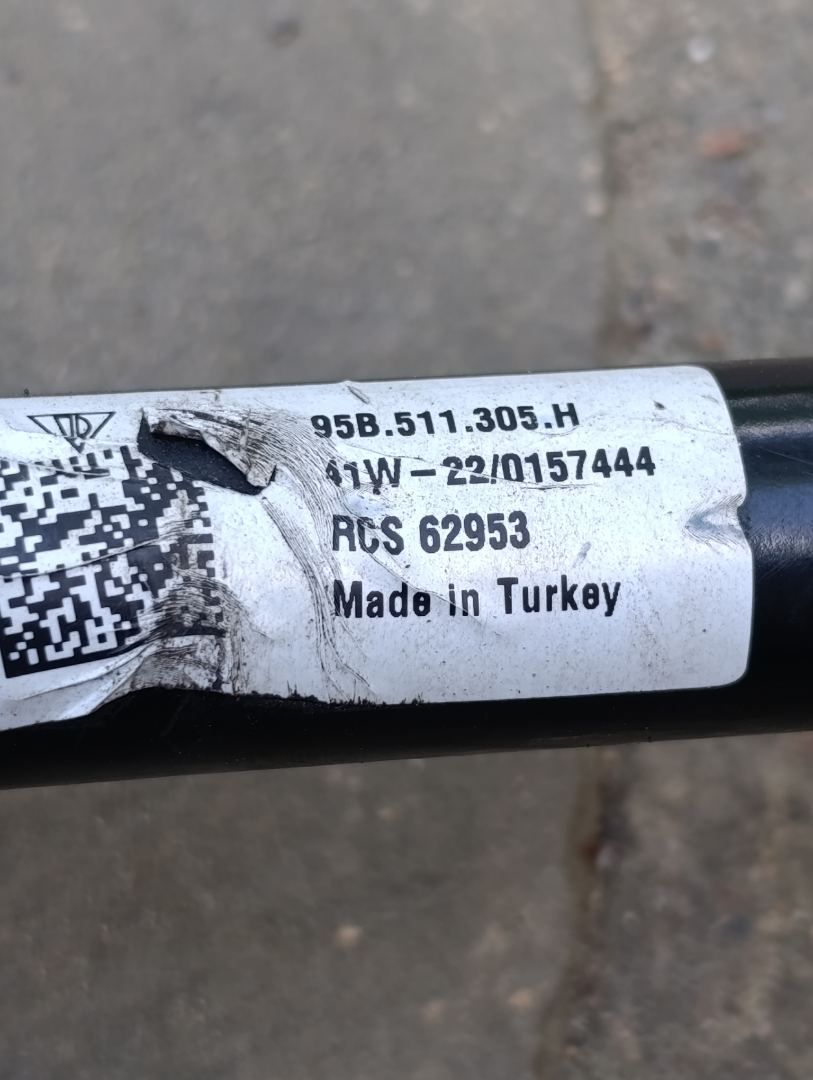 95B.511.305.H
41W-22/0157444
RCS 62953
Made in Turkey